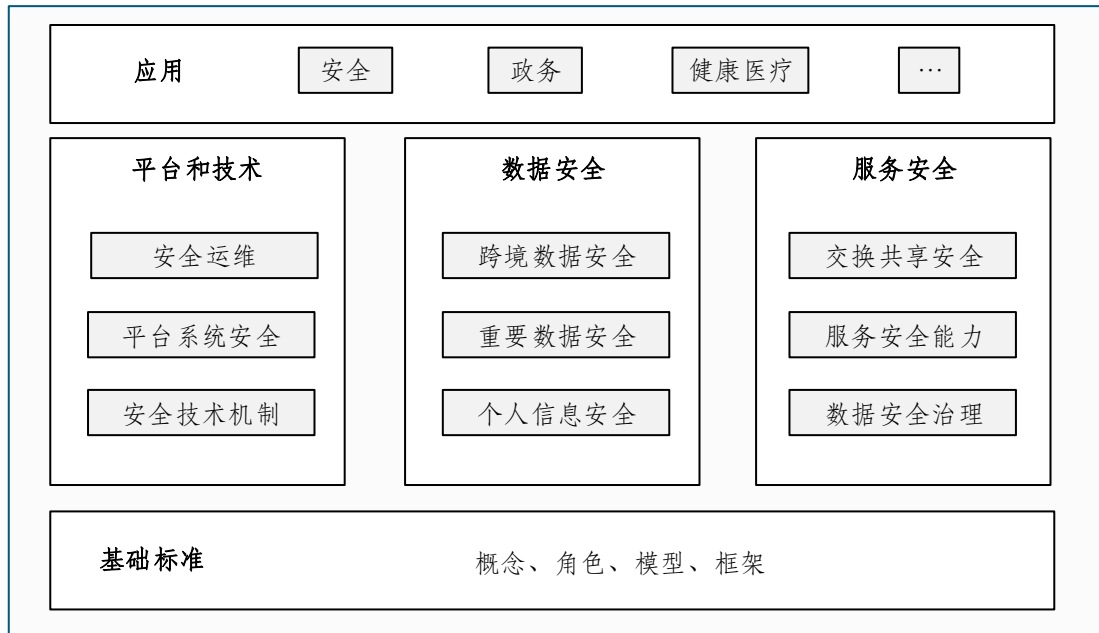 应用 安全 政务 健康医疗 …
平台和技术
安全运维
平台系统安全
安全技术机制
数据安全
跨境数据安全
重要数据安全
个人信息安全
服务安全
交换共享安全
服务安全能力
数据安全治理
基础标准 概念、角色、模型、框架